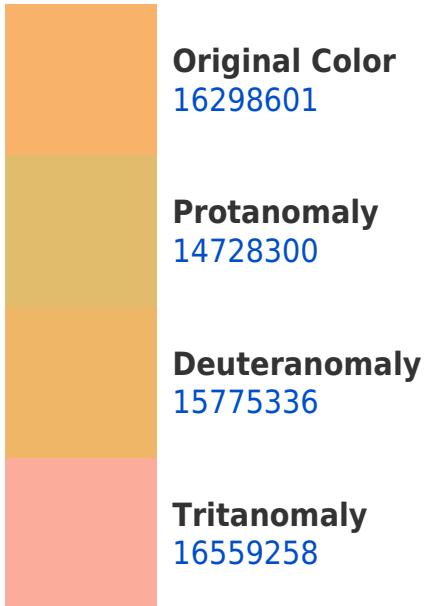 Original Color
16298601
Protanomaly
14728300
Deuteranomaly
15775336
Tritanomaly
16559258